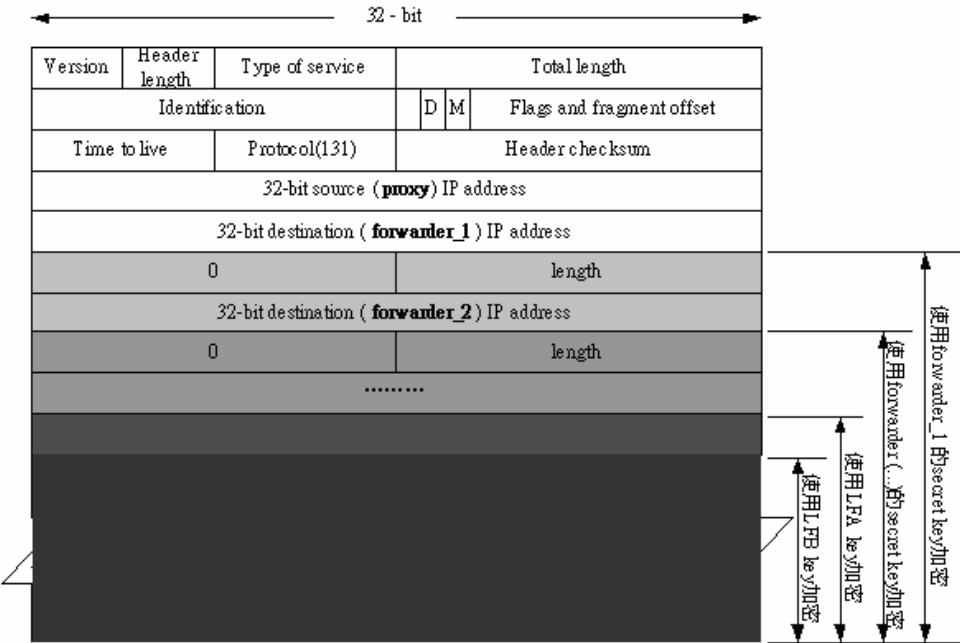 32 - bit
Version Header length Type of service Total length
Identification D M Flags and fragment offset
Time to live Protocol(131) Header checksum
32-bit source (proxy) IP address
32-bit destination ( forwarder_1 ) IP address
0 length
32-bit destination ( forwarder_2 ) IP address
0 length
·········
使用LFB key加密
使用LFA key加密
使用forwarder(...)的secret key加密
使用forwarder_1的secret key加密